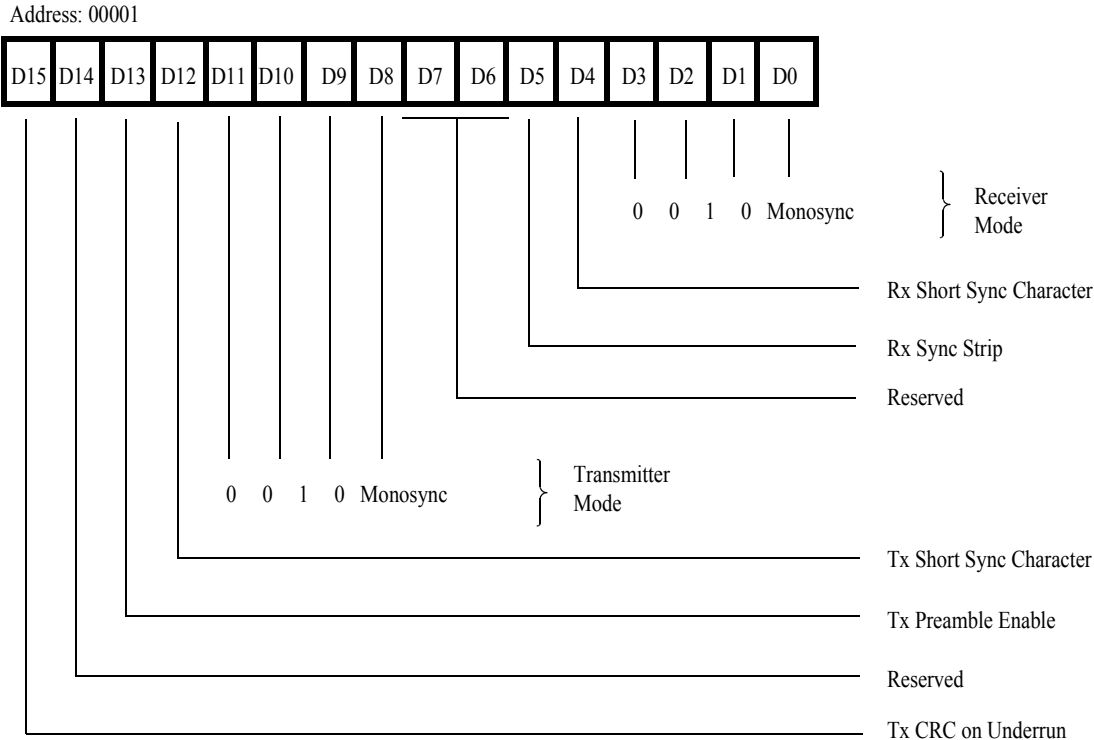 Address: 00001
D15 D14 D13 D12 D11 D10 D9 D8 D7 D6 D5 D4 D3 D2 D1 D0
0 0 1 0 Monosync
Receiver
Mode
Rx Short Sync Character
Rx Sync Strip
Reserved
0 0 1 0 Monosync
Transmitter
Mode
Tx Short Sync Character
Tx Preamble Enable
Reserved
Tx CRC on Underrun